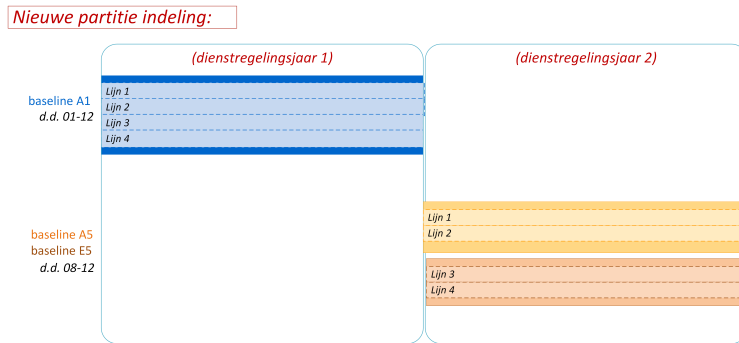 Nieuwe partitie indeling:
(dienstregelingsjaar 1)
(dienstregelingsjaar 2)
baseline A1
d.d. 01-12
Lijn 1
Lijn 2
Lijn 3
Lijn 4
baseline A5
baseline E5
d.d. 08-12
Lijn 1
Lijn 2
Lijn 3
Lijn 4